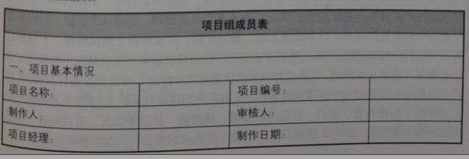 项目组成员表
一、项目基本情况
项目名称： 项目编号：
制作人： 审核人：
项目经理： 制作日期：